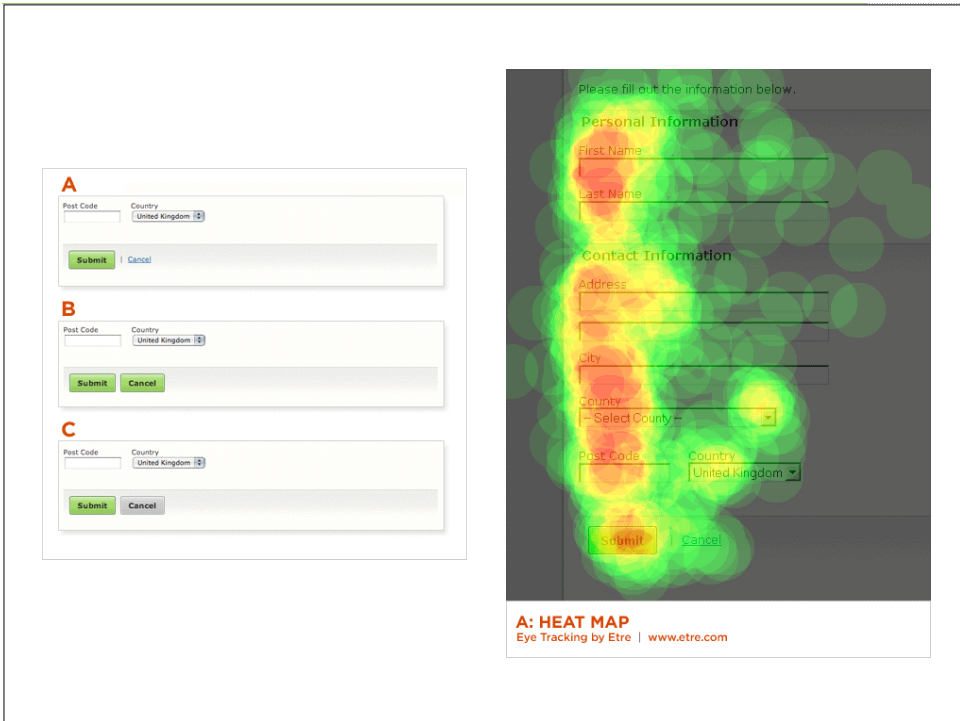 A
Post Code Country
United Kingdom
Submit | Cancel
B
Post Code Country
United Kingdom
Submit Cancel
C
Post Code Country
United Kingdom
Submit Cancel
Please fill out the information below.
Personal Information
First Name
Last Name
Contact Information
Address
City
County
-- Select County --
Post Code Country
United Kingdom
Submit | Cancel
A: HEAT MAP
Eye Tracking by Etre | www.etre.com